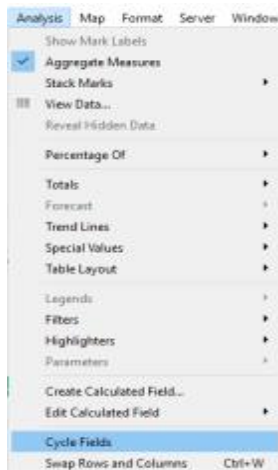 Analysis Map Format Server Window
Show Mark Labels
Aggregate Measures
Stack Marks
View Data...
Reveal Hidden Data
Percentage Of
Totals
Forecast
Trend Lines
Special Values
Table Layout
Legends
Filters
Highlighters
Parameters
Create Calculated Field...
Edit Calculated Field
Cycle Fields
Swap Rows and Columns Ctrl+W